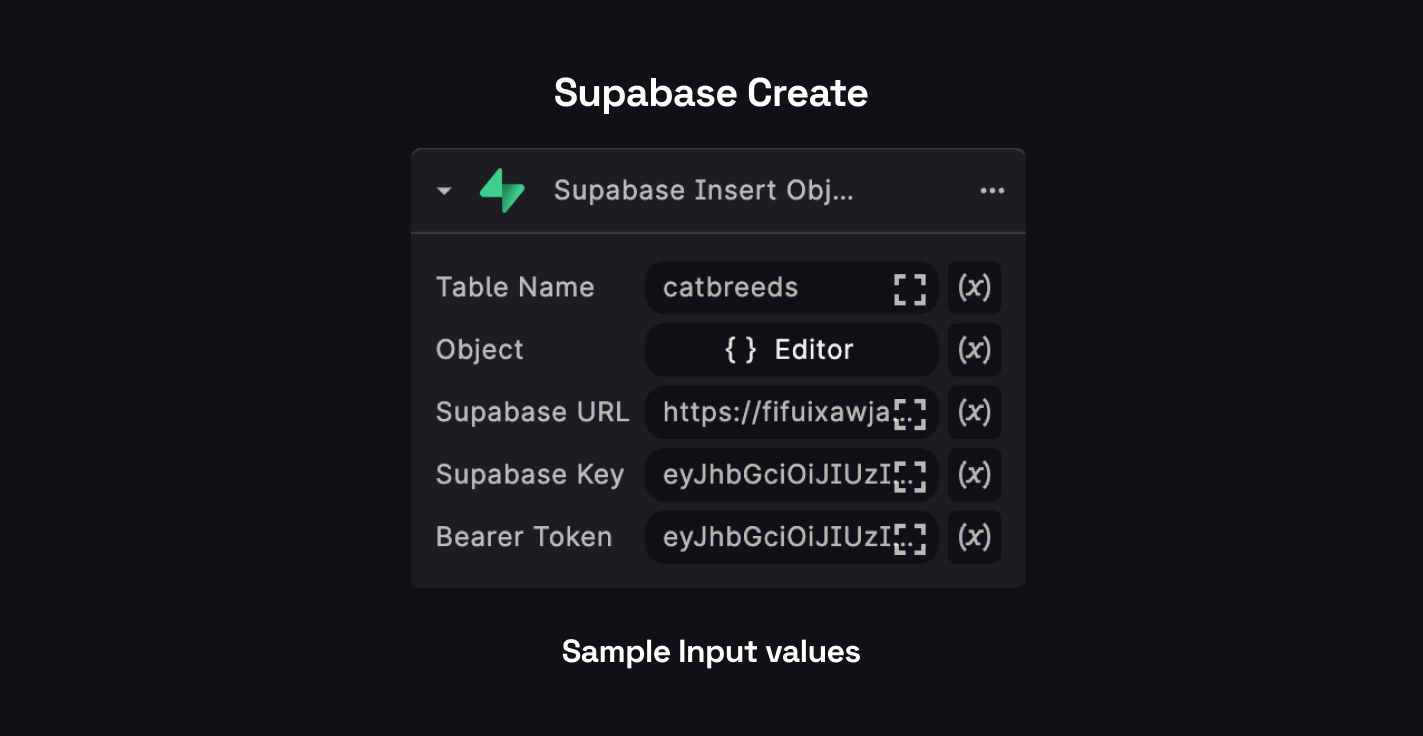 Supabase Create
Supabase Insert Obj...
Table Name catbreeds (x)
Object { } Editor (x)
Supabase URL https://fifuixawja... (x)
Supabase Key eyJhbGciOiJIUzI... (x)
Bearer Token eyJhbGciOiJIUzI... (x)
Sample Input values